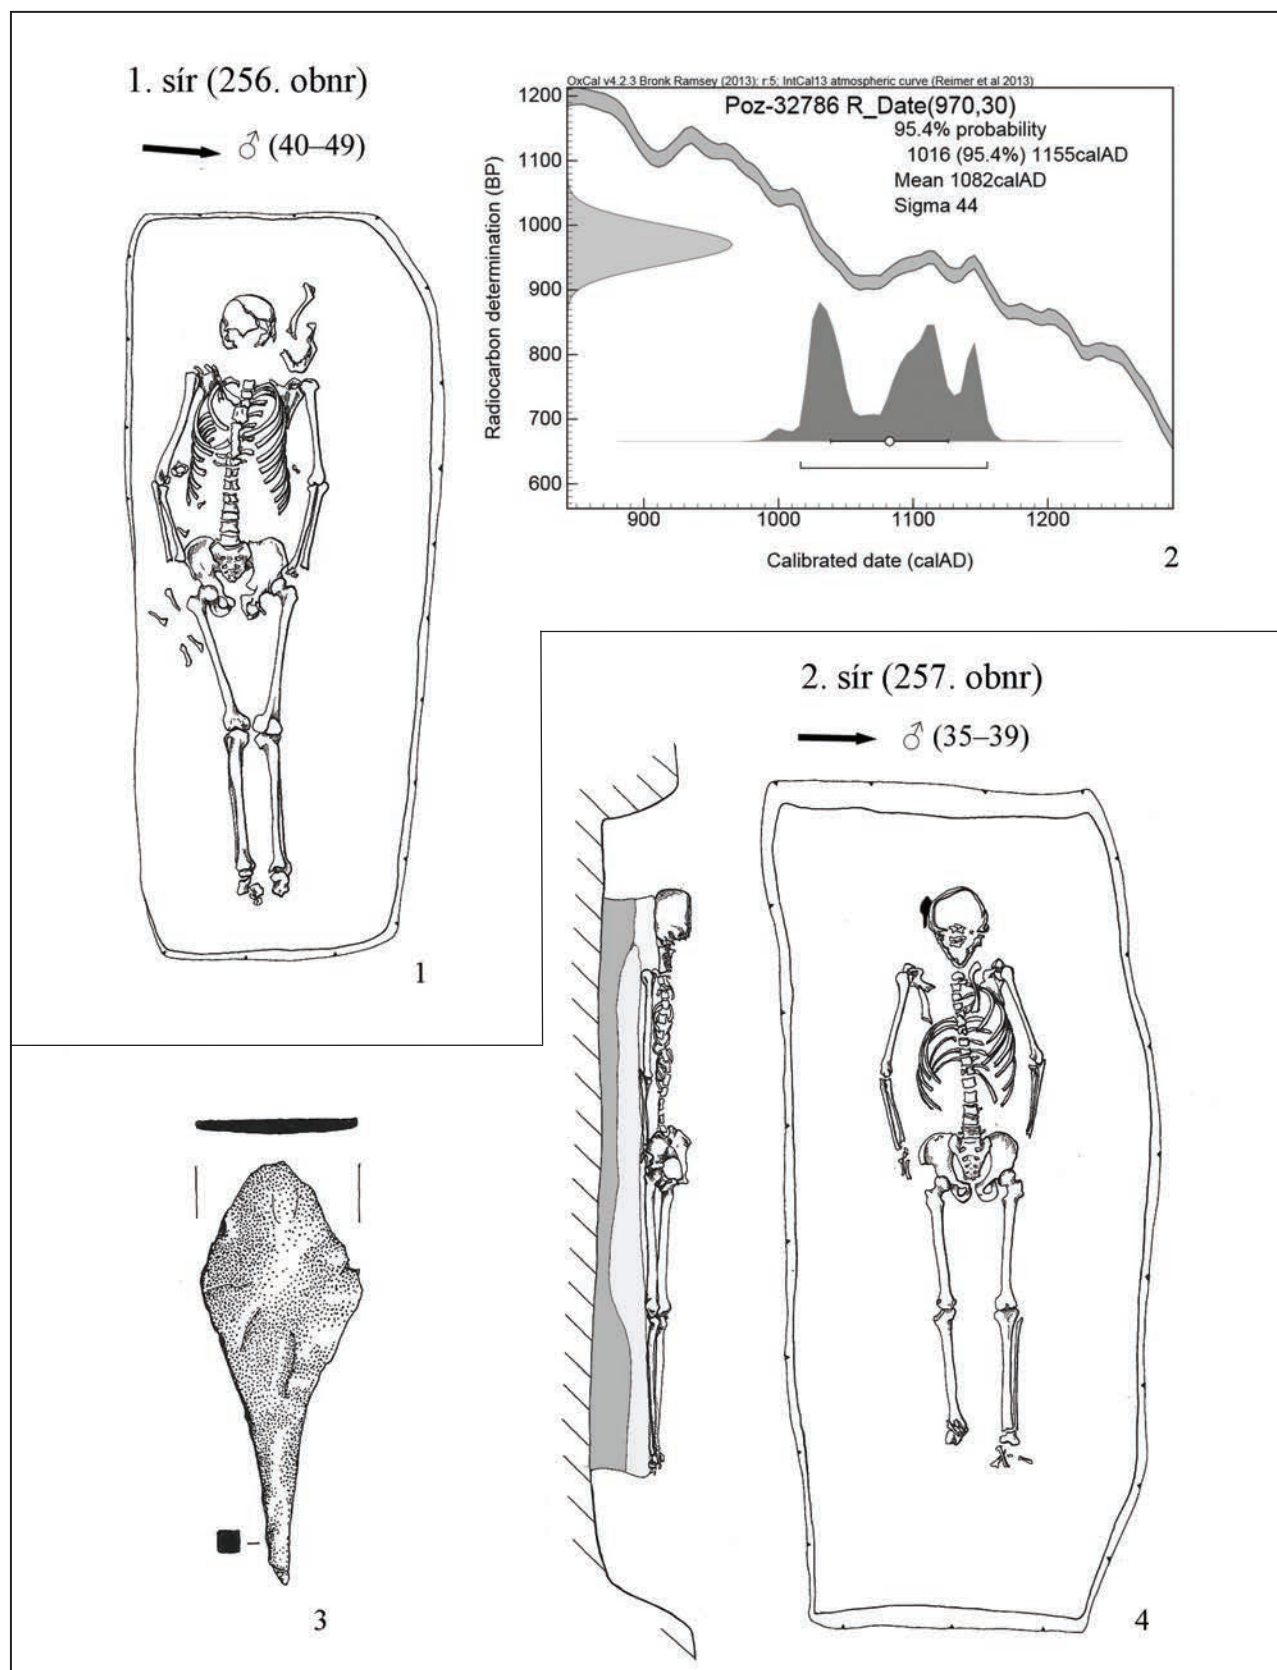 1. sír (256. obnr)
♂ (40–49)
1
OxCal v4.2.3 Bronk Ramsey (2013); r:5; IntCal13 atmospheric curve (Reimer et al 2013)
Poz-32786 R_Date(970,30)
95.4% probability
1016 (95.4%) 1155calAD
Mean 1082calAD
Sigma 44
Radiocarbon determination (BP)
1200
1100
1000
900
800
700
600
900 1000 1100 1200
Calibrated date (calAD)
2
2. sír (257. obnr)
♂ (35–39)
3
4